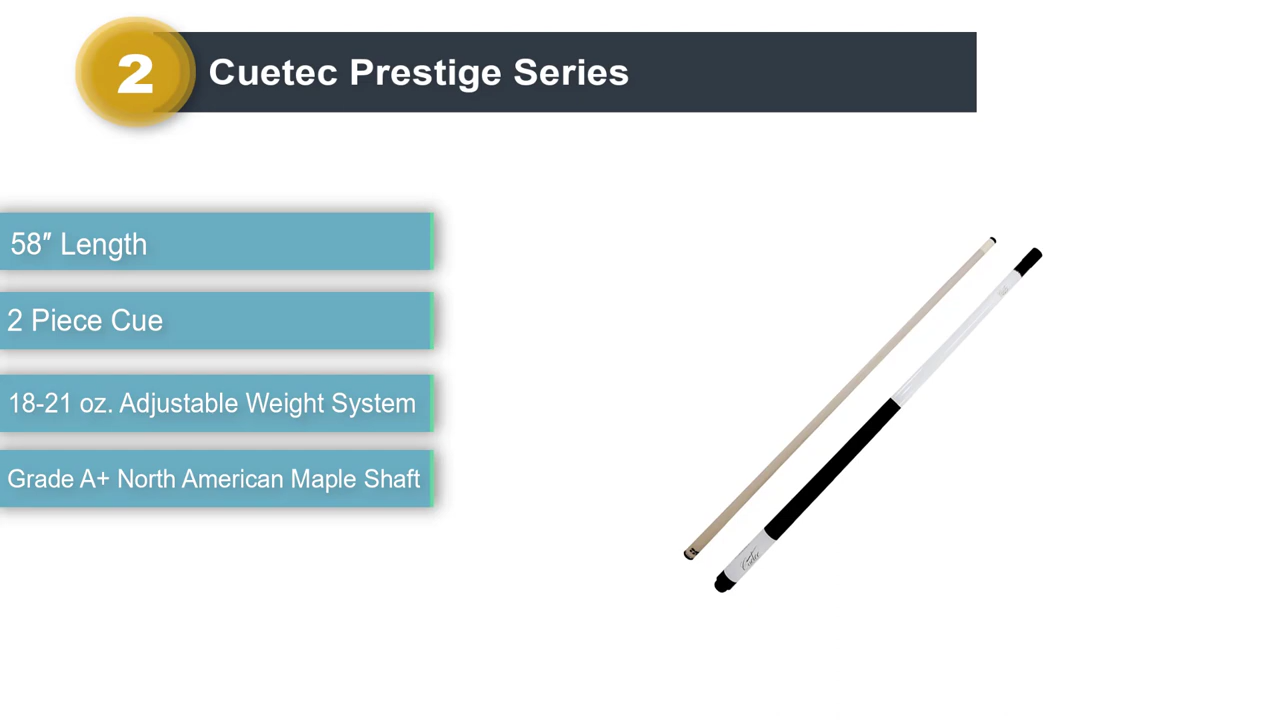 2
Cuetec Prestige Series
58″ Length
2 Piece Cue
18-21 oz. Adjustable Weight System
Grade A+ North American Maple Shaft
Cuetec